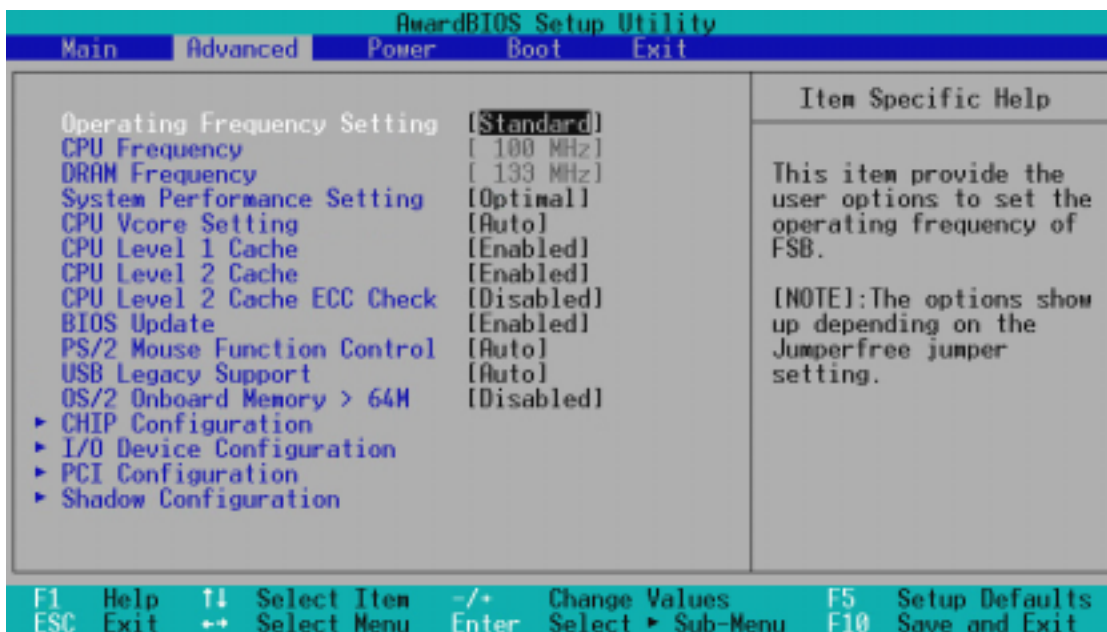 AwardBIOS Setup Utility
Main Advanced Power Boot Exit
Operating Frequency Setting [Standard]
CPU Frequency [ 100 MHz]
DRAM Frequency [ 133 MHz]
System Performance Setting [Optimal]
CPU Vcore Setting [Auto]
CPU Level 1 Cache [Enabled]
CPU Level 2 Cache [Enabled]
CPU Level 2 Cache ECC Check [Disabled]
BIOS Update [Enabled]
PS/2 Mouse Function Control [Auto]
USB Legacy Support [Auto]
OS/2 Onboard Memory > 64M [Disabled]
► CHIP Configuration
► I/O Device Configuration
► PCI Configuration
► Shadow Configuration
Item Specific Help
This item provide the
user options to set the
operating frequency of
FSB.
[NOTE]:The options show
up depending on the
Jumperfree jumper
setting.
F1 Help ↑↓ Select Item -/+ Change Values F5 Setup Defaults
ESC Exit ←→ Select Menu Enter Select ► Sub-Menu F10 Save and Exit